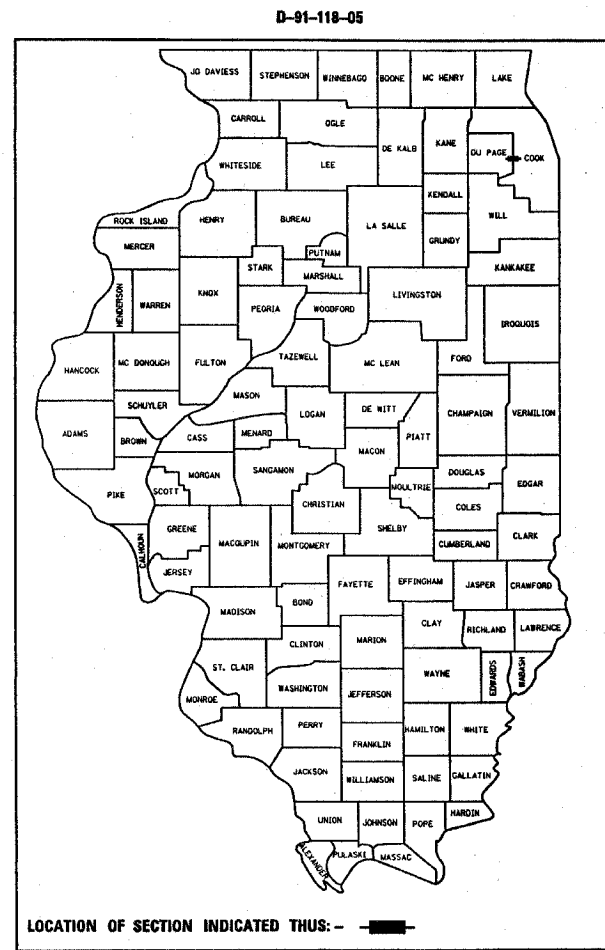 D-91-118-05
JO DAVIESS STEPHENSON WINNEBAGO BOONE MC HENRY LAKE
CARROLL OGLE
DE KALB KANE DU PAGE COOK
WHITESIDE LEE
KENDALL WILL
ROCK ISLAND HENRY BUREAU LA SALLE GRUNDY
MERCER PUTNAM
STARK MARSHALL KANKAKEE
HENDERSON WARREN KNOX PEORIA WOODFORD LIVINGSTON IROQUOIS
HANCOCK MC DONOUGH FULTON TAZEWELL MC LEAN FORD
MASON
SCHUYLER LOGAN DE WITT CHAMPAIGN VERMILION
ADAMS BROWN CASS MENARD MACON PIATT
PIKE SCOTT MORGAN SANGAMON CHRISTIAN MOULTRIE DOUGLAS EDGAR
COLES
CALHOUN GREENE MACOUPIN MONTGOMERY SHELBY CUMBERLAND CLARK
JERSEY FAYETTE EFFINGHAM JASPER CRAWFORD
MADISON BOND CLAY RICHLAND LAWRENCE
CLINTON MARION
ST. CLAIR WAYNE EDWARDS WABASH
MONROE WASHINGTON JEFFERSON
RANDOLPH PERRY HAMILTON WHITE
FRANKLIN
JACKSON WILLIAMSON SALINE GALLATIN
UNION JOHNSON POPE HARDIN
ALEXANDER PULASKI MASSAC
LOCATION OF SECTION INDICATED THUS: -